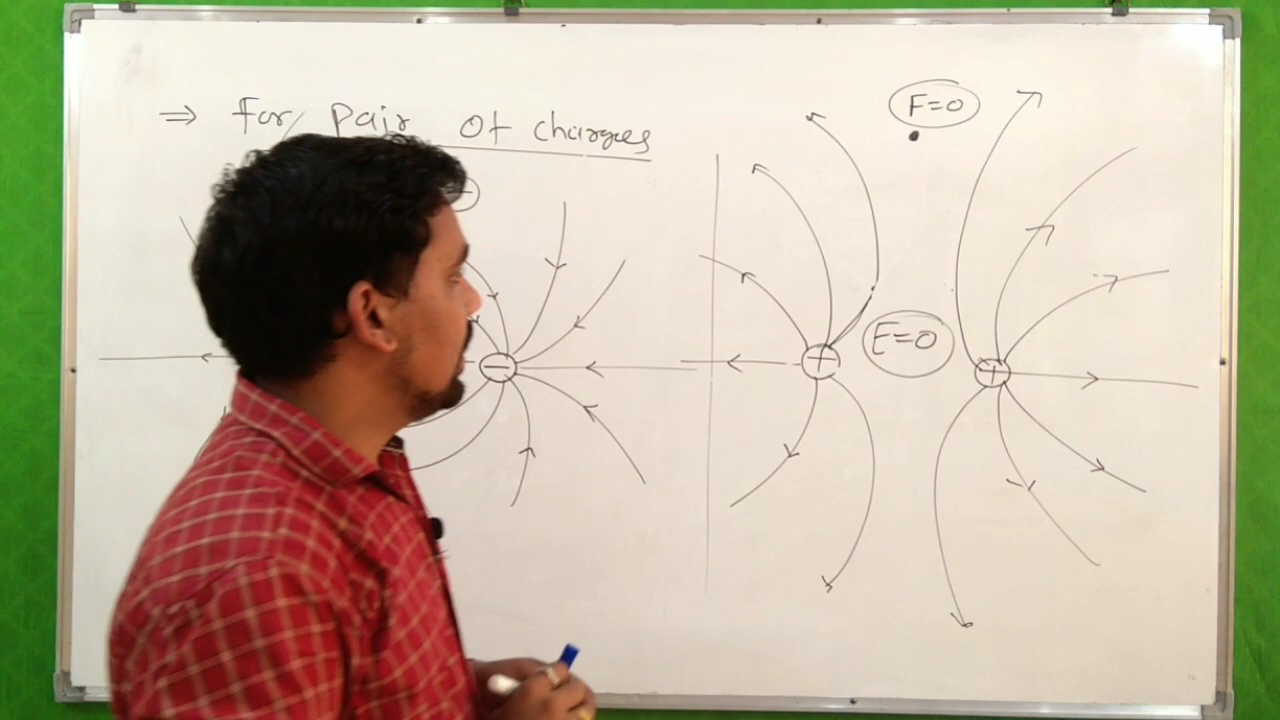 ⇒ for pair of charges
F=0
E=0
−
+
+